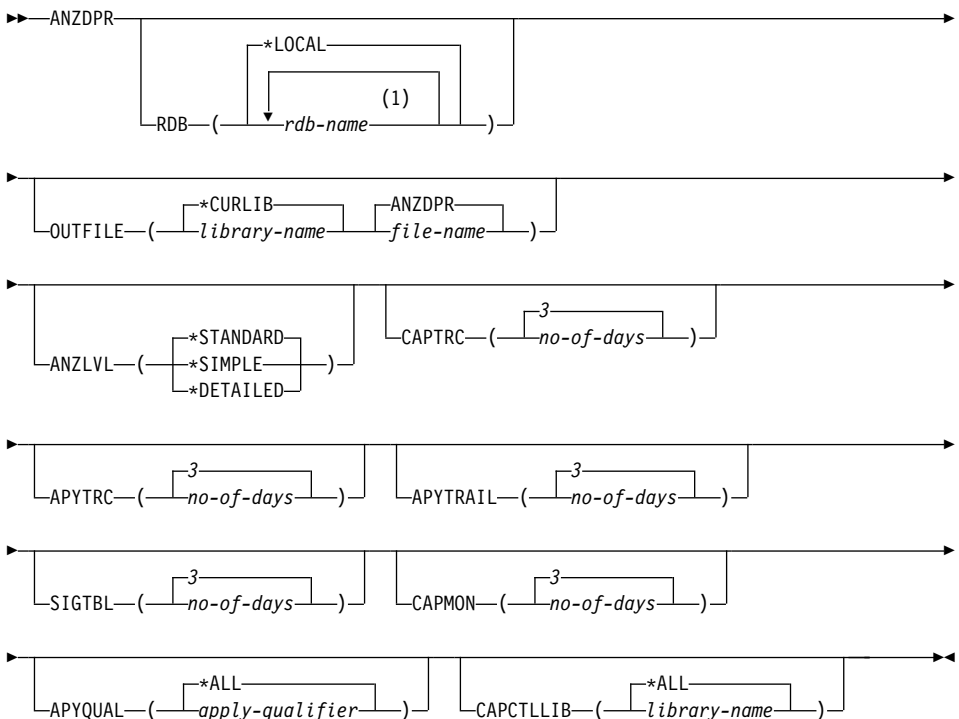 ANZDPR
*LOCAL
(1)
RDB ( rdb-name )
*CURLIB ANZDPR
OUTFILE ( library-name file-name )
*STANDARD
ANZLVL ( *SIMPLE )
*DETAILED
3
CAPTRC ( no-of-days )
3 3
APYTRC ( no-of-days ) APYTRAIL ( no-of-days )
3 3
SIGTBL ( no-of-days ) CAPMON ( no-of-days )
*ALL *ALL
APYQUAL ( apply-qualifier ) CAPCTLLIB ( library-name )